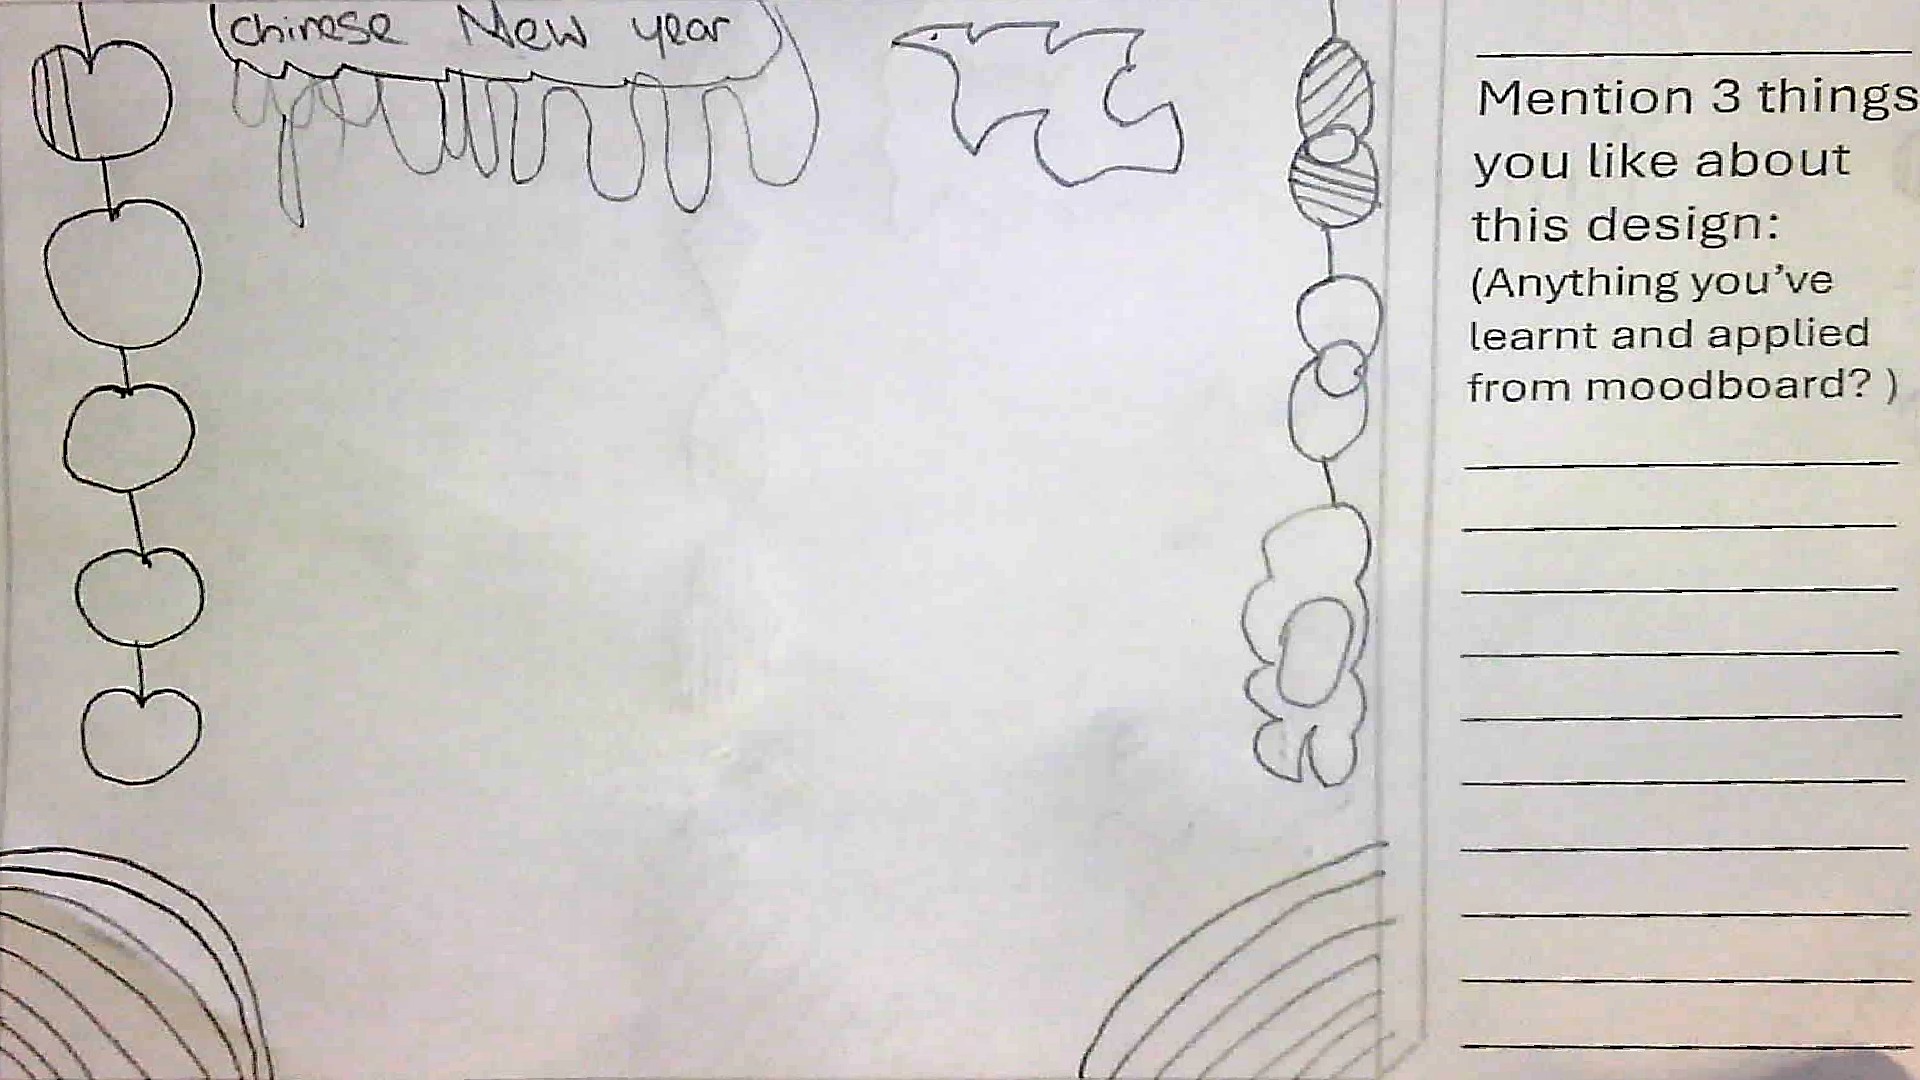 Chinese New year
Mention 3 things
you like about
this design:
(Anything you've
learnt and applied
from moodboard? )